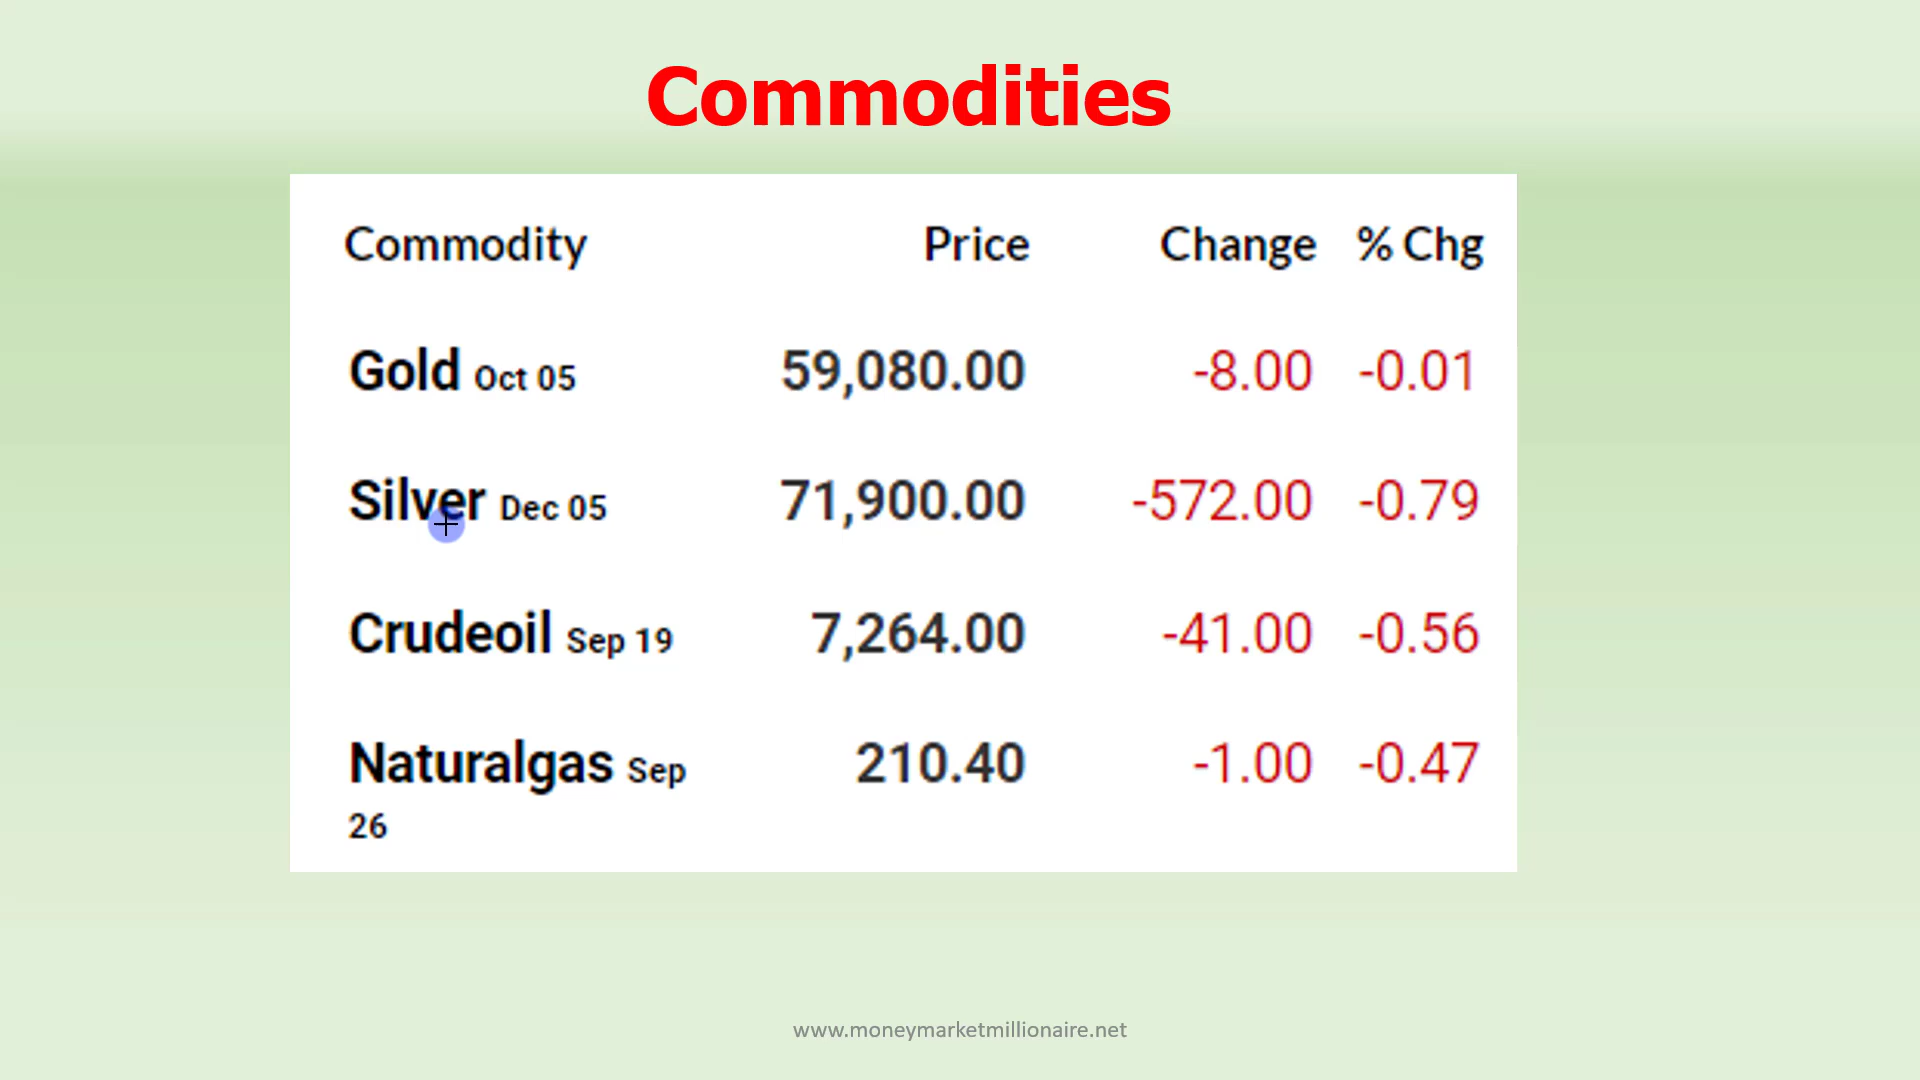 Commodities
Commodity Price Change % Chg
Gold Oct 05 59,080.00 -8.00 -0.01
Silver Dec 05 71,900.00 -572.00 -0.79
Crudeoil Sep 19 7,264.00 -41.00 -0.56
Naturalgas Sep 210.40 -1.00 -0.47
26
www.moneymarketmillionaire.net